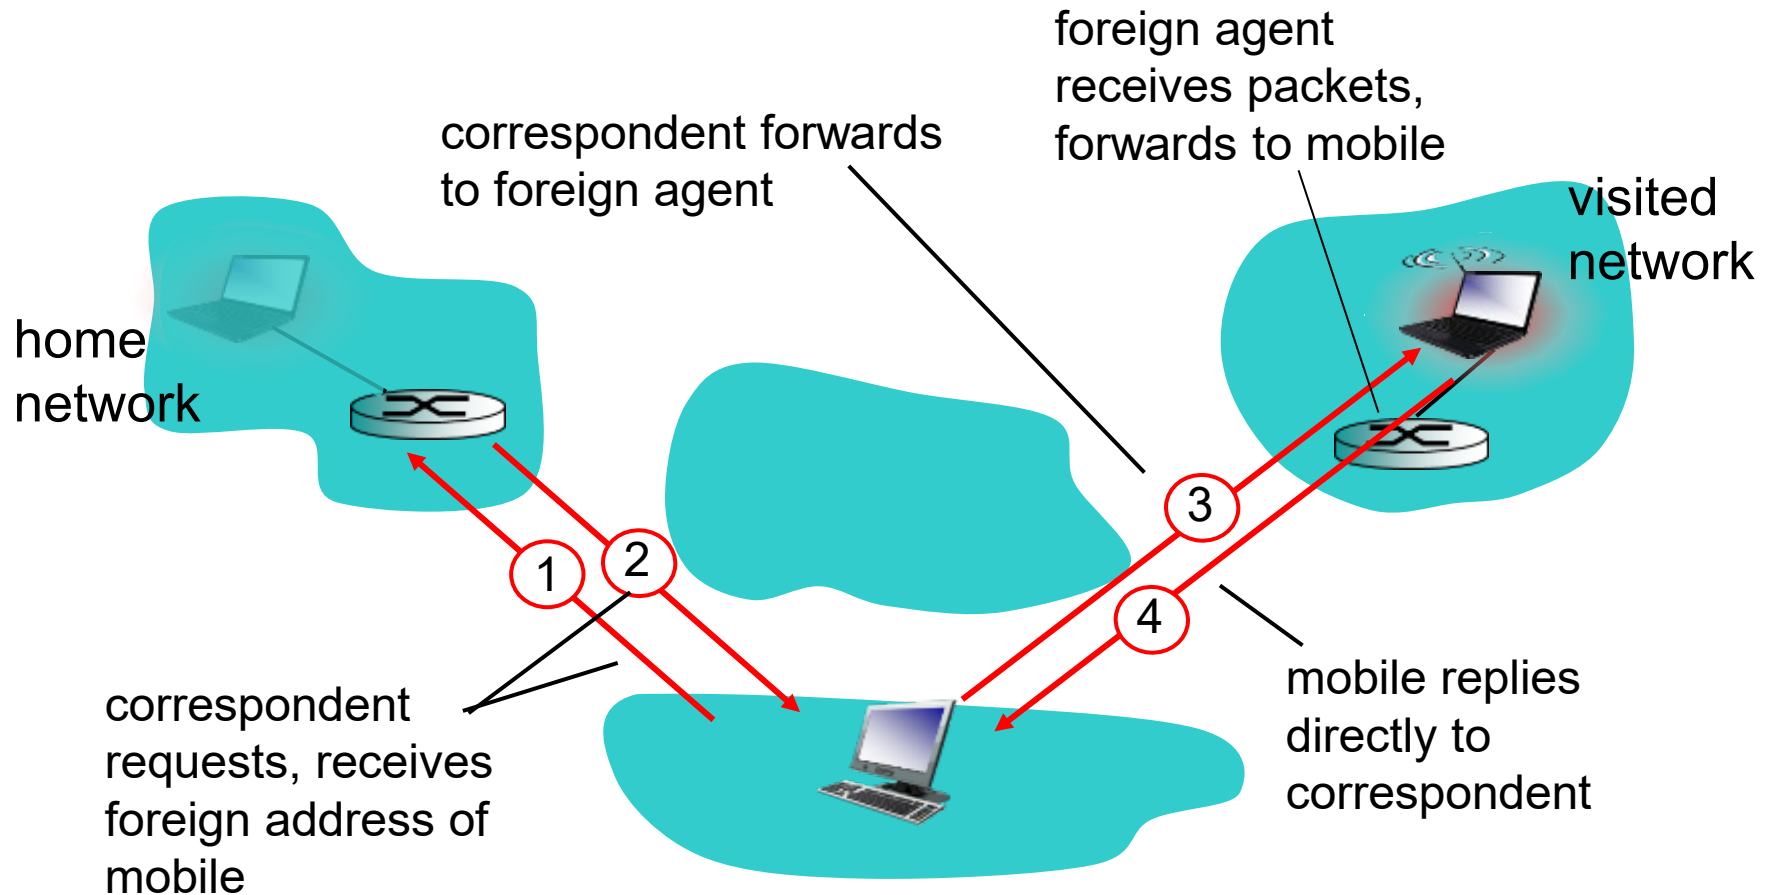 foreign agent
receives packets,
forwards to mobile
correspondent forwards
to foreign agent
visited
network
home
network
3
2
1
4
correspondent
requests, receives
foreign address of
mobile
mobile replies
directly to
correspondent